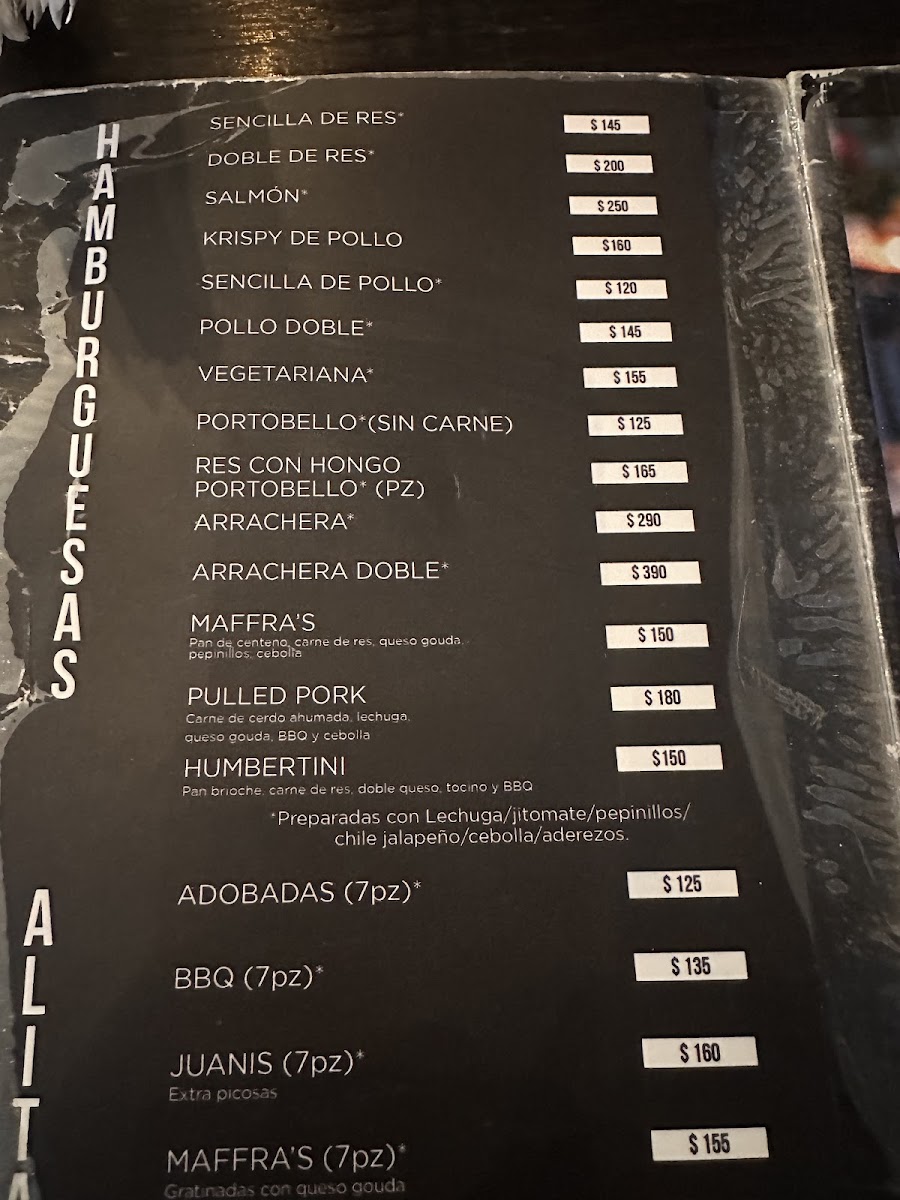 HAMBURGUESAS
SENCILLA DE RES* $ 145
DOBLE DE RES* $ 200
SALMÓN* $ 250
KRISPY DE POLLO $160
SENCILLA DE POLLO* $ 120
POLLO DOBLE* $ 145
VEGETARIANA* $ 155
PORTOBELLO*(SIN CARNE) $ 125
RES CON HONGO
PORTOBELLO* (PZ) $ 165
ARRACHERA* $ 290
ARRACHERA DOBLE* $ 390
MAFFRA'S $ 150
Pan de centeno, carne de res, queso gouda,
pepinillos, cebolla
PULLED PORK $ 180
Carne de cerdo ahumada, lechuga,
queso gouda, BBQ y cebolla
HUMBERTINI $150
Pan brioche, carne de res, doble queso, tocino y BBQ
*Preparadas con Lechuga/jitomate/pepinillos/
chile jalapeño/cebolla/aderezos.
ALITA
ADOBADAS (7pz)* $ 125
BBQ (7pz)* $ 135
JUANIS (7pz)* $ 160
Extra picosas
MAFFRA'S (7pz)* $ 155
Gratinadas con queso gouda